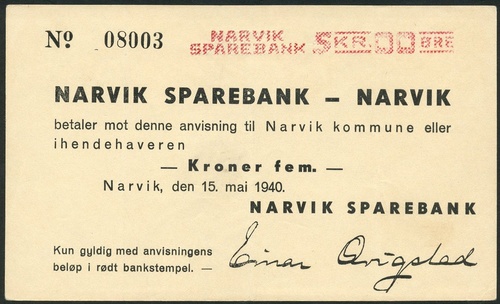 Nº 08003
NARVIK
SPAREBANK 5 KR. 00 ØRE
NARVIK SPAREBANK – NARVIK
betaler mot denne anvisning til Narvik kommune eller
ihendehaveren
— Kroner fem. —
Narvik, den 15. mai 1940.
NARVIK SPAREBANK
Kun gyldig med anvisningens
beløp i rødt bankstempel. —
Einar